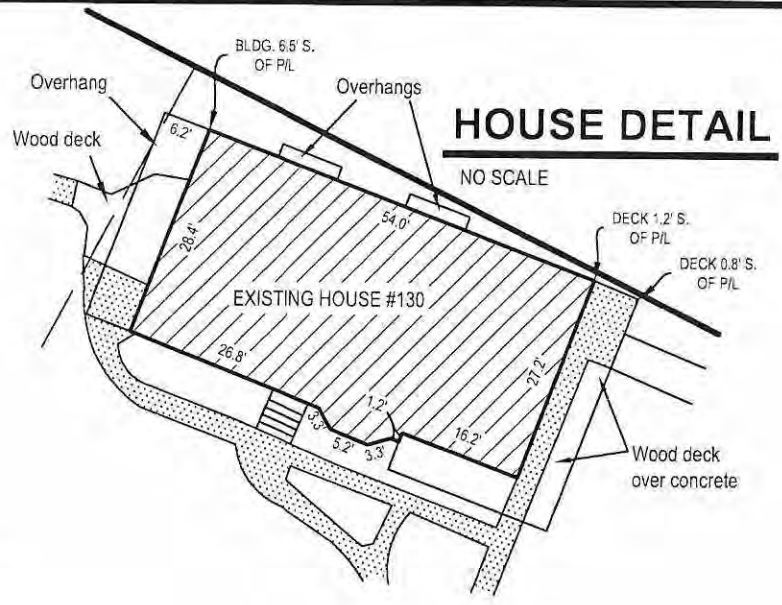 BLDG. 6.5' S.
OF P/L
Overhang
Overhangs
HOUSE DETAIL
Wood deck
6.2'
NO SCALE
54.0'
DECK 1.2' S.
OF P/L
28.4'
DECK 0.8' S.
OF P/L
EXISTING HOUSE #130
26.8'
27.2'
1.2'
3.3'
16.2'
5.2'
3.3'
Wood deck
over concrete